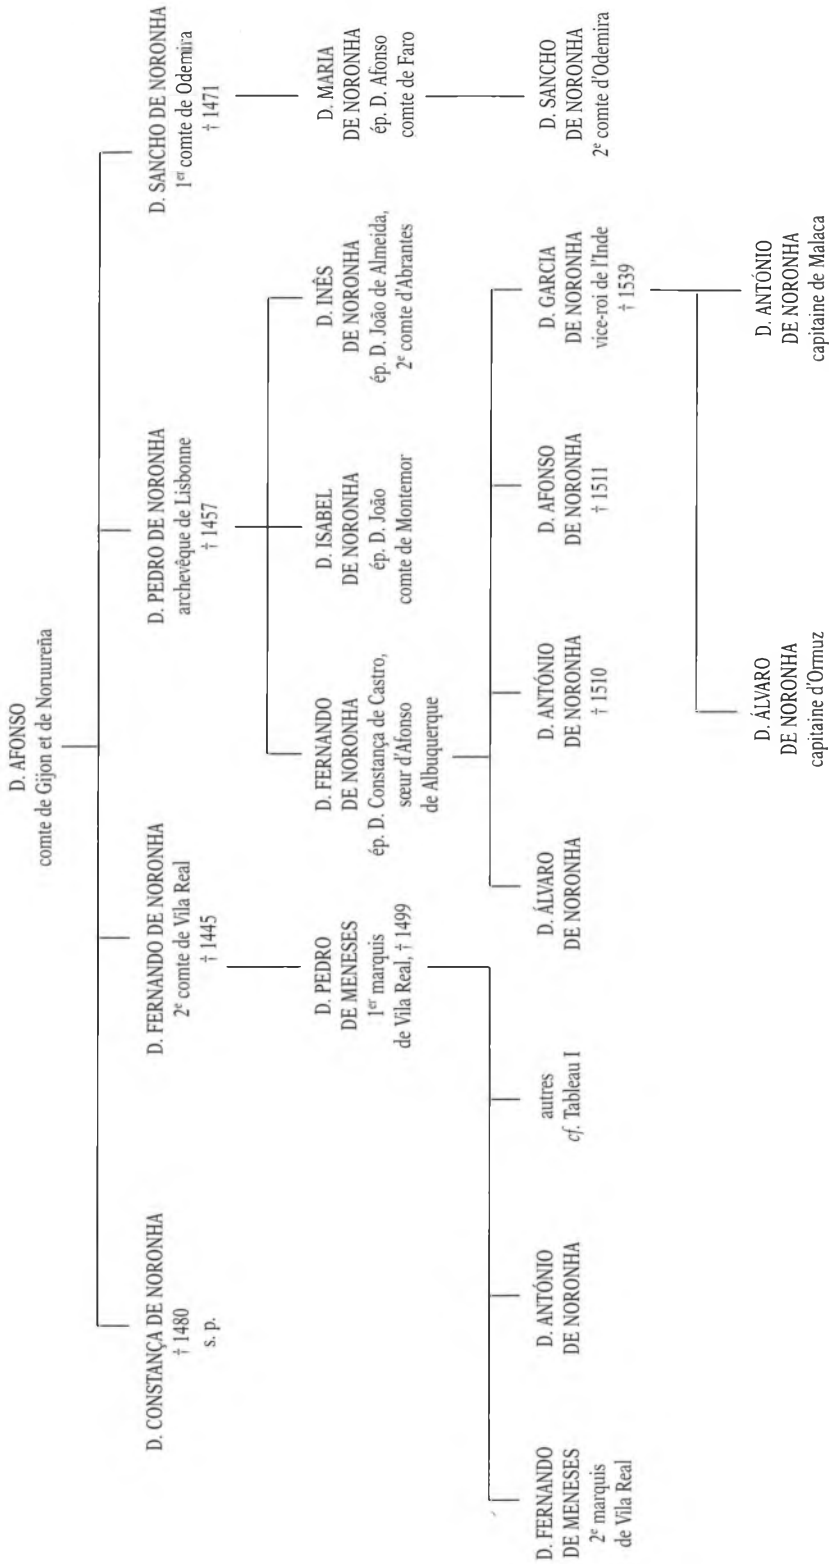 D. AFONSO
comte de Gijon et de Noruureña
D. CONSTANÇA DE NORONHA
† 1480
s. p.
D. FERNANDO DE NORONHA
2e comte de Vila Real
† 1445
D. PEDRO DE NORONHA
archevêque de Lisbonne
† 1457
D. SANCHO DE NORONHA
1er comte de Odemira
† 1471
D. PEDRO
DE MENESES
1er marquis
de Vila Real, † 1499
D. FERNANDO
DE NORONHA
ép. D. Constança de Castro,
sœur d'Afonso
de Albuquerque
D. ISABEL
DE NORONHA
ép. D. João
comte de Montemor
D. INÊS
DE NORONHA
ép. D. João de Almeida,
2e comte d'Abrantes
D. MARIA
DE NORONHA
ép. D. Afonso
comte de Faro
D. FERNANDO
DE MENESES
2e marquis
de Vila Real
D. ANTÓNIO
DE NORONHA
autres
cf. Tableau I
D. ÁLVARO
DE NORONHA
D. ANTÓNIO
DE NORONHA
† 1510
D. AFONSO
DE NORONHA
† 1511
D. GARCIA
DE NORONHA
vice-roi de l'Inde
† 1539
D. SANCHO
DE NORONHA
2e comte d'Odemira
D. ÁLVARO
DE NORONHA
capitaine d'Ormuz
D. ANTÓNIO
DE NORONHA
capitaine de Malaca